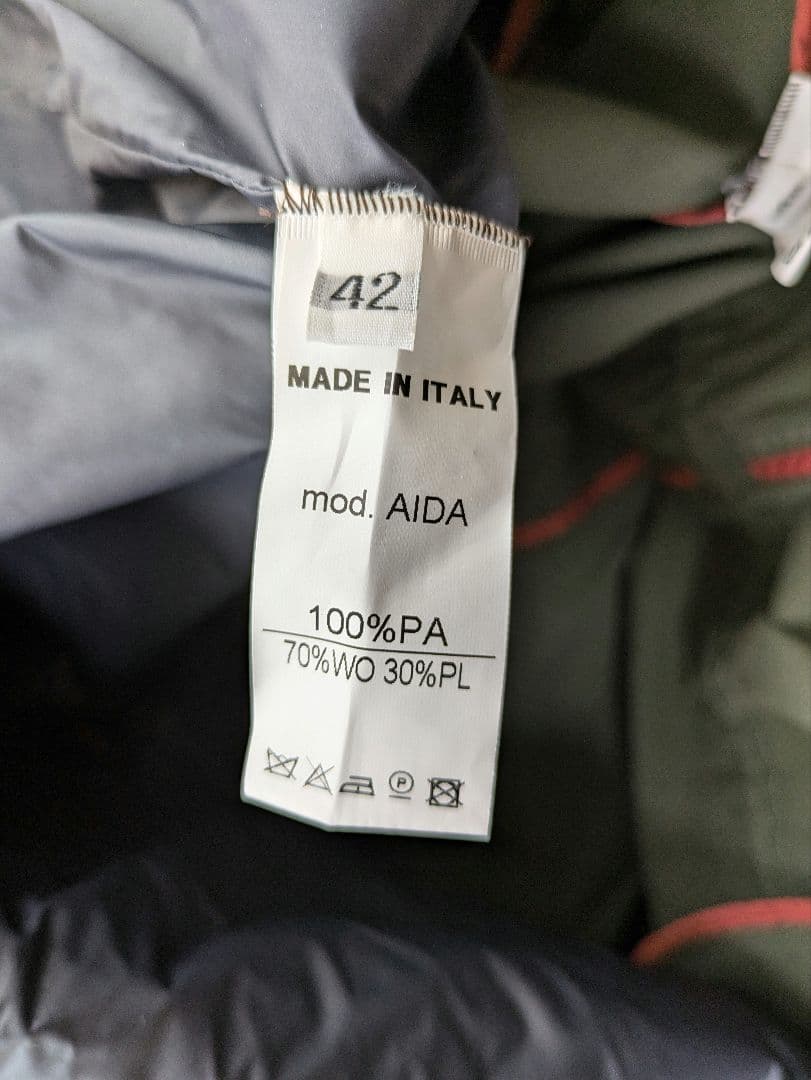 42
MADE IN ITALY
mod. AIDA
100%PA
70%WO 30%PL
P